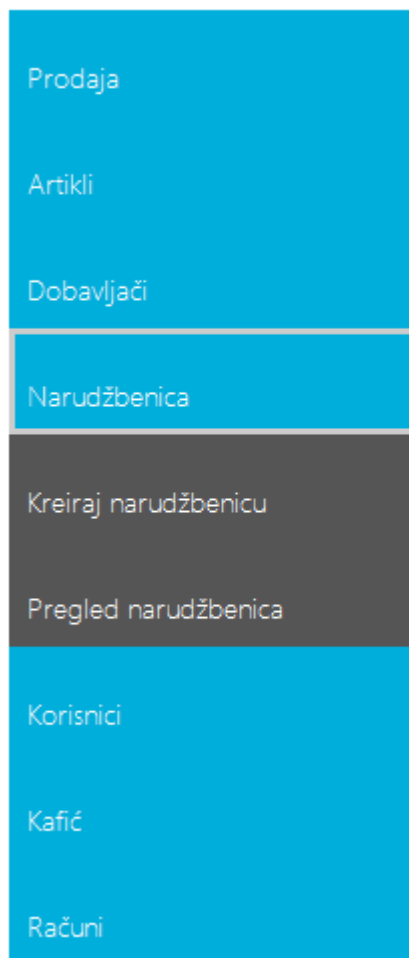 Prodaja
Artikli
Dobavljači
Narudžbenica
Kreiraj narudžbenicu
Pregled narudžbenica
Korisnici
Kafić
Računi